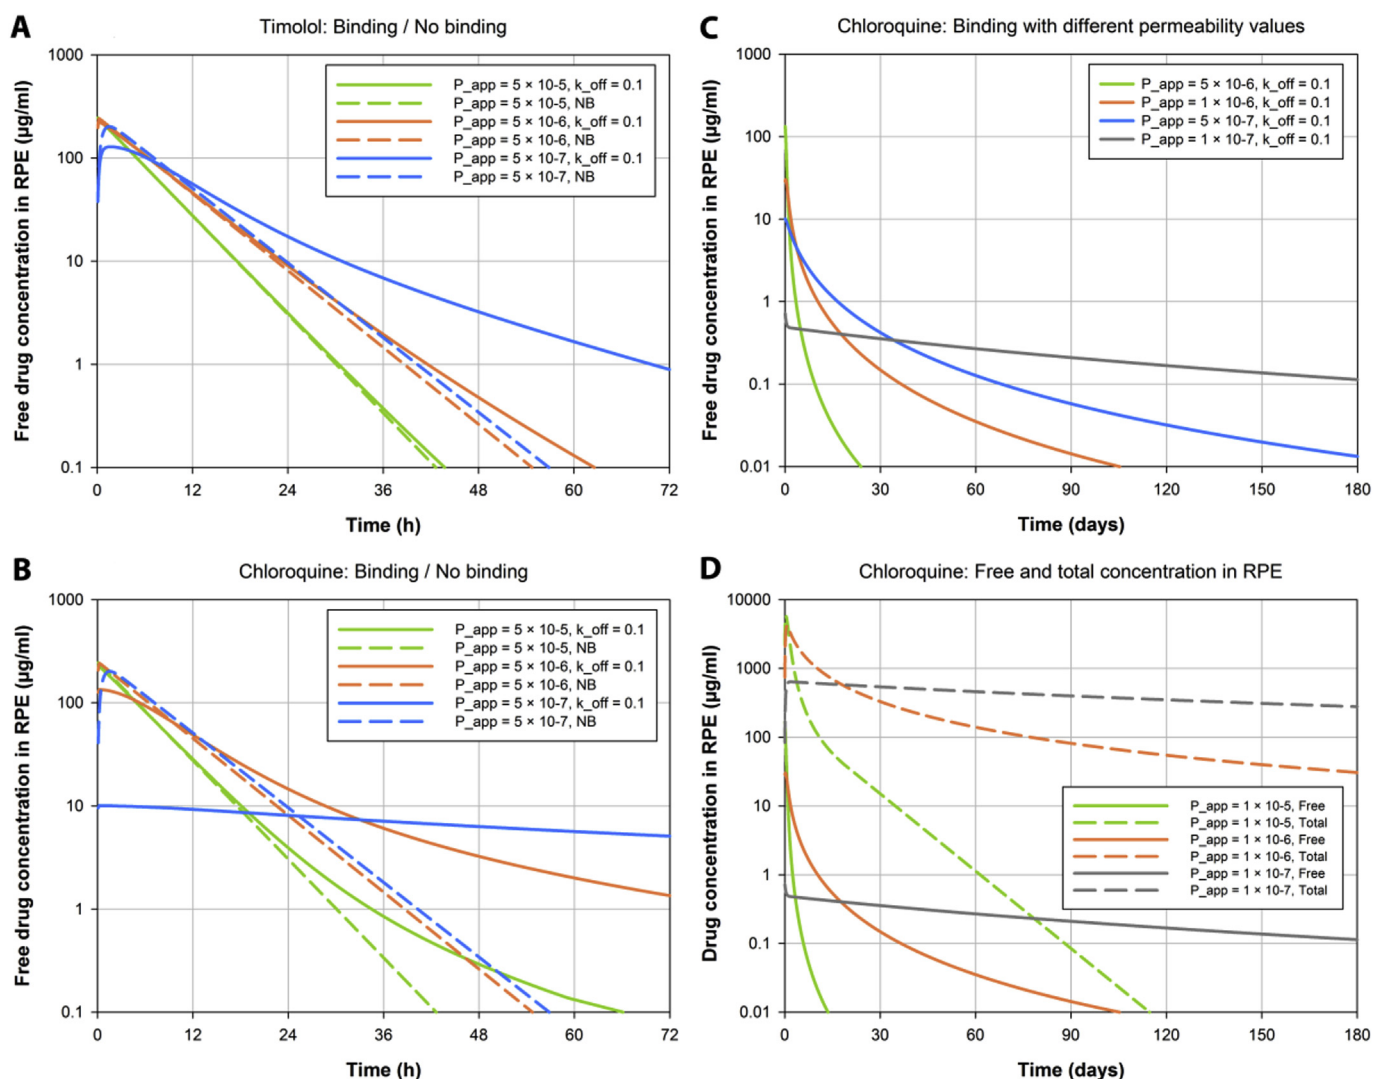 A
Timolol: Binding / No binding
Free drug concentration in RPE (µg/ml)
1000
100
10
1
0.1
P_app = 5 × 10-5, k_off = 0.1
P_app = 5 × 10-5, NB
P_app = 5 × 10-6, k_off = 0.1
P_app = 5 × 10-6, NB
P_app = 5 × 10-7, k_off = 0.1
P_app = 5 × 10-7, NB
0 12 24 36 48 60 72
Time (h)
C
Chloroquine: Binding with different permeability values
Free drug concentration in RPE (µg/ml)
1000
100
10
1
0.1
0.01
P_app = 5 × 10-6, k_off = 0.1
P_app = 1 × 10-6, k_off = 0.1
P_app = 5 × 10-7, k_off = 0.1
P_app = 1 × 10-7, k_off = 0.1
0 30 60 90 120 150 180
Time (days)
B
Chloroquine: Binding / No binding
Free drug concentration in RPE (µg/ml)
1000
100
10
1
0.1
P_app = 5 × 10-5, k_off = 0.1
P_app = 5 × 10-5, NB
P_app = 5 × 10-6, k_off = 0.1
P_app = 5 × 10-6, NB
P_app = 5 × 10-7, k_off = 0.1
P_app = 5 × 10-7, NB
0 12 24 36 48 60 72
Time (h)
D
Chloroquine: Free and total concentration in RPE
Drug concentration in RPE (µg/ml)
10000
1000
100
10
1
0.1
0.01
P_app = 1 × 10-5, Free
P_app = 1 × 10-5, Total
P_app = 1 × 10-6, Free
P_app = 1 × 10-6, Total
P_app = 1 × 10-7, Free
P_app = 1 × 10-7, Total
0 30 60 90 120 150 180
Time (days)